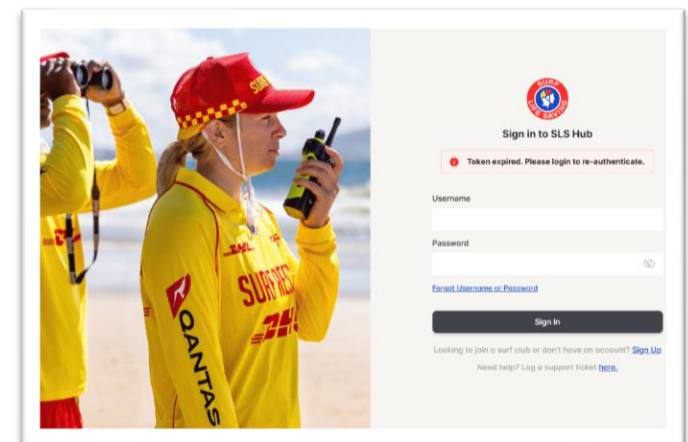 SURF
LIFE SAVING
Sign in to SLS Hub
Token expired. Please login to re-authenticate.
Username
Password
Forgot Username or Password
Sign In
Looking to join a surf club or don't have an account? Sign Up
Need help? Log a support ticket here.
DHL
SURF RES
DHL
QANTAS